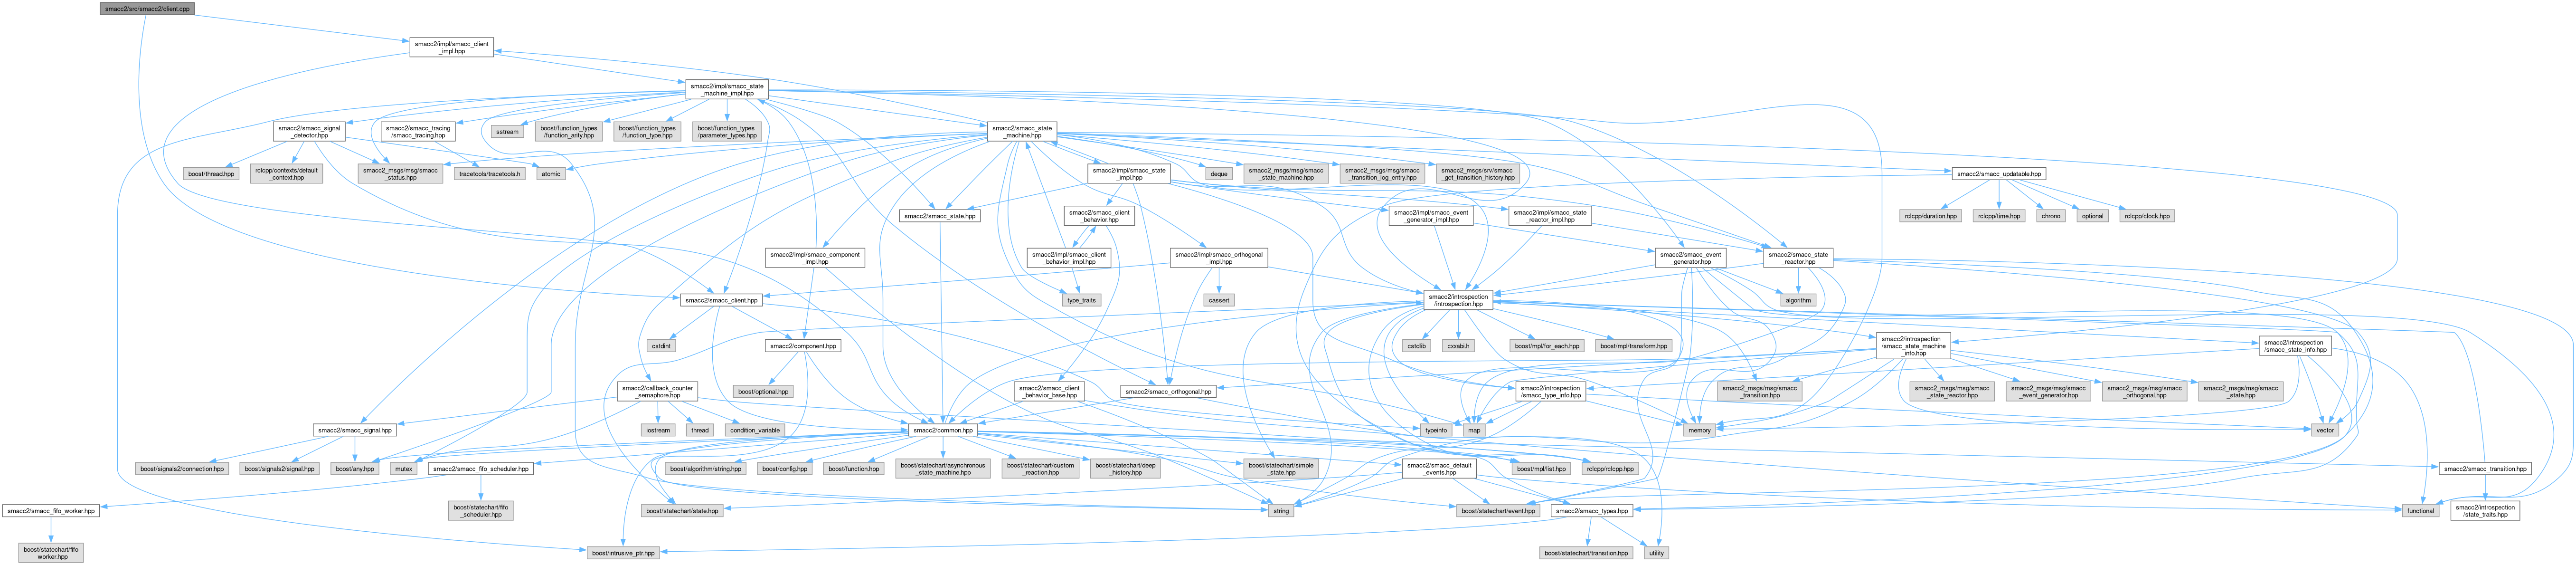 smacc2/src/smacc2/client.cpp
smacc2/impl/smacc_client
_impl.hpp
smacc2/impl/smacc_state
_machine_impl.hpp
smacc2/smacc_signal
_detector.hpp
smacc2/smacc_tracing
/smacc_tracing.hpp
sstream
boost/function_types
/function_arity.hpp
boost/function_types
/function_type.hpp
boost/function_types
/parameter_types.hpp
smacc2/smacc_state
_machine.hpp
boost/thread.hpp
rclcpp/contexts/default
_context.hpp
smacc2_msgs/msg/smacc
_status.hpp
tracetools/tracetools.h
atomic
smacc2/impl/smacc_state
_impl.hpp
deque
smacc2_msgs/msg/smacc
_state_machine.hpp
smacc2_msgs/msg/smacc
_transition_log_entry.hpp
smacc2_msgs/srv/smacc
_get_transition_history.hpp
smacc2/smacc_updatable.hpp
smacc2/smacc_state.hpp
smacc2/smacc_client
_behavior.hpp
smacc2/impl/smacc_event
_generator_impl.hpp
smacc2/impl/smacc_state
_reactor_impl.hpp
rclcpp/duration.hpp
rclcpp/time.hpp
chrono
optional
rclcpp/clock.hpp
smacc2/impl/smacc_component
_impl.hpp
smacc2/impl/smacc_client
_behavior_impl.hpp
smacc2/impl/smacc_orthogonal
_impl.hpp
smacc2/smacc_event
_generator.hpp
smacc2/smacc_state
_reactor.hpp
smacc2/smacc_client.hpp
type_traits
cassert
smacc2/introspection
/introspection.hpp
algorithm
cstdint
smacc2/component.hpp
cstdlib
cxxabi.h
boost/mpl/for_each.hpp
boost/mpl/transform.hpp
smacc2/introspection
/smacc_state_machine
_info.hpp
smacc2/introspection
/smacc_state_info.hpp
smacc2/callback_counter
_semaphore.hpp
boost/optional.hpp
smacc2/smacc_client
_behavior_base.hpp
smacc2/smacc_orthogonal.hpp
smacc2/introspection
/smacc_type_info.hpp
smacc2_msgs/msg/smacc
_transition.hpp
smacc2_msgs/msg/smacc
_state_reactor.hpp
smacc2_msgs/msg/smacc
_event_generator.hpp
smacc2_msgs/msg/smacc
_orthogonal.hpp
smacc2_msgs/msg/smacc
_state.hpp
smacc2/smacc_signal.hpp
iostream
thread
condition_variable
smacc2/common.hpp
typeinfo
map
memory
vector
boost/signals2/connection.hpp
boost/signals2/signal.hpp
boost/any.hpp
mutex
smacc2/smacc_fifo_scheduler.hpp
boost/algorithm/string.hpp
boost/config.hpp
boost/function.hpp
boost/statechart/asynchronous
_state_machine.hpp
boost/statechart/custom
_reaction.hpp
boost/statechart/deep
_history.hpp
boost/statechart/simple
_state.hpp
smacc2/smacc_default
_events.hpp
boost/mpl/list.hpp
rclcpp/rclcpp.hpp
smacc2/smacc_transition.hpp
smacc2/smacc_fifo_worker.hpp
boost/statechart/fifo
_scheduler.hpp
boost/statechart/state.hpp
string
boost/statechart/event.hpp
smacc2/smacc_types.hpp
functional
smacc2/introspection
/state_traits.hpp
boost/statechart/fifo
_worker.hpp
boost/intrusive_ptr.hpp
boost/statechart/transition.hpp
utility